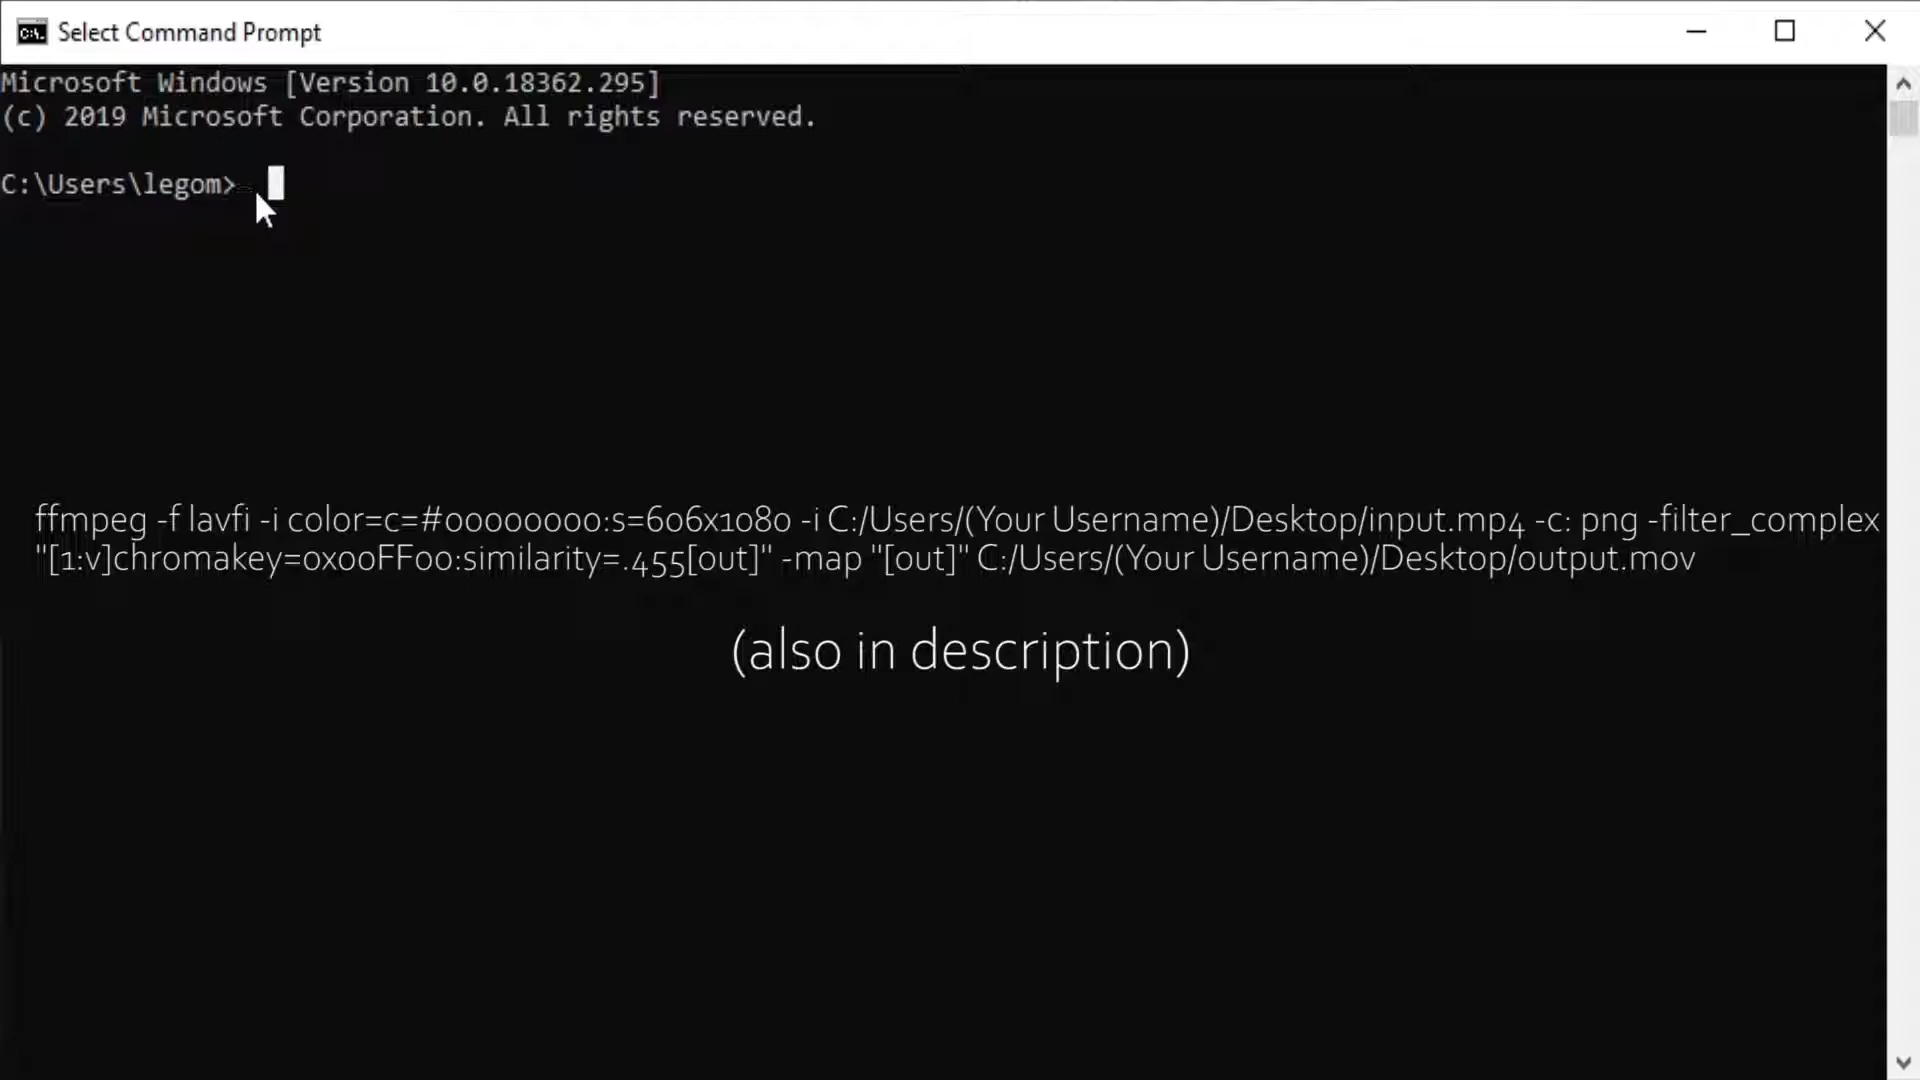 Select Command Prompt
Microsoft Windows [Version 10.0.18362.295]
(c) 2019 Microsoft Corporation. All rights reserved.
C:\Users\legom>
ffmpeg -f lavfi -i color=c=#00000000:s=606x1080 -i C:/Users/(Your Username)/Desktop/input.mp4 -c: png -filter_complex
"[1:v]chromakey=0x00FF00:similarity=.455[out]" -map "[out]" C:/Users/(Your Username)/Desktop/output.mov
(also in description)